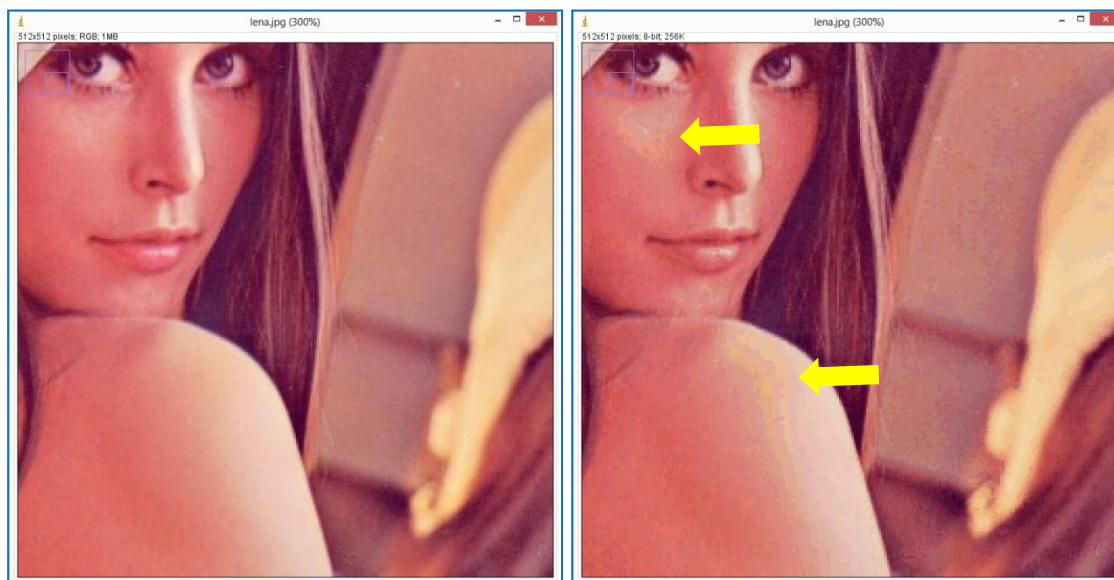 lena.jpg (300%)
512x512 pixels; RGB; 1MB
lena.jpg (300%)
512x512 pixels; 8-bit; 256K